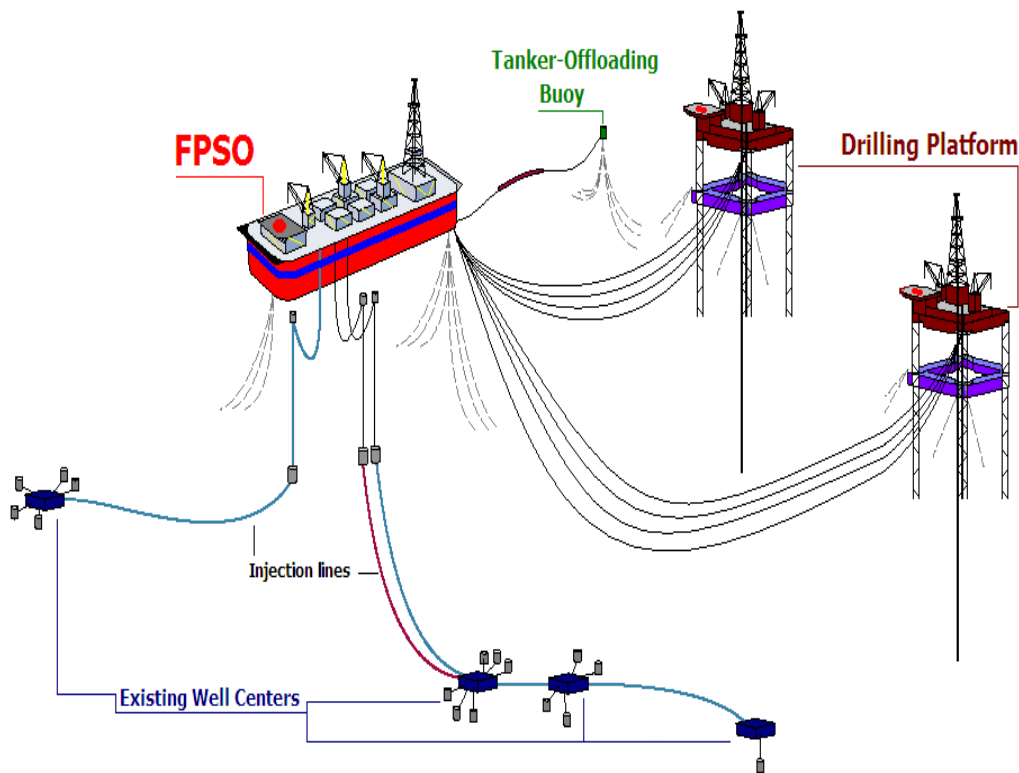 Tanker-Offloading
Buoy
FPSO
Drilling Platform
Injection lines
Existing Well Centers